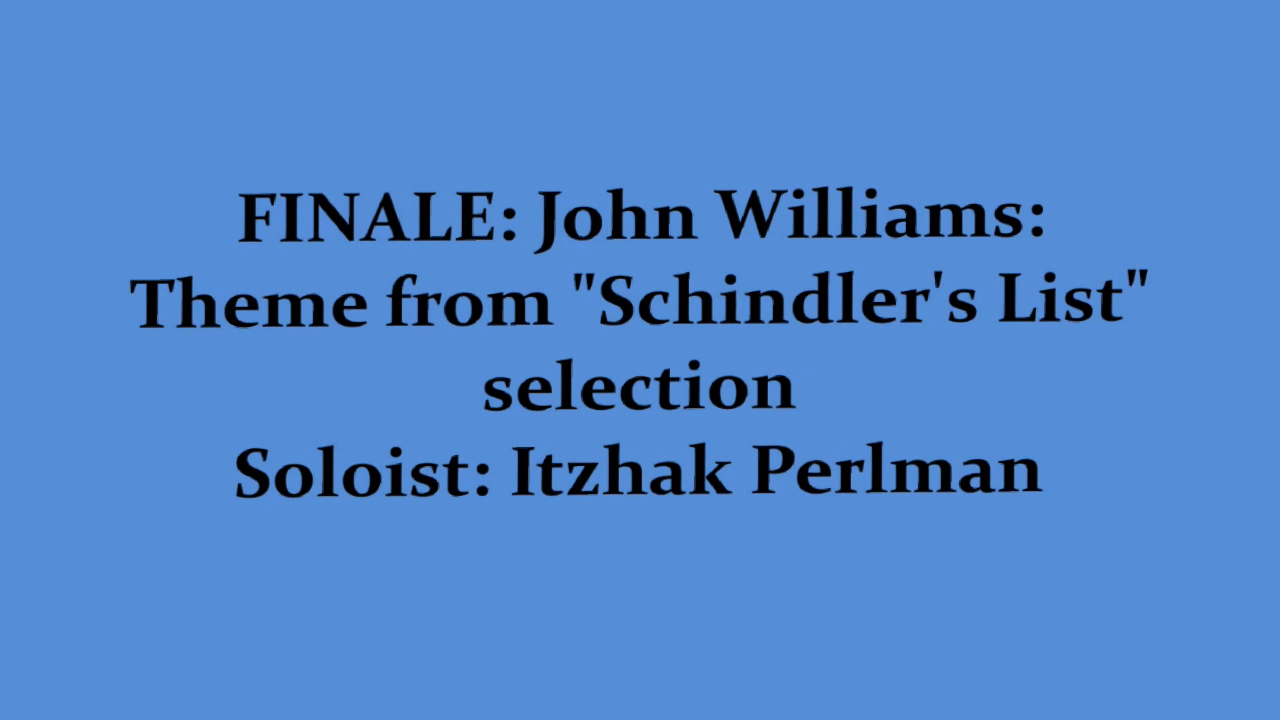 FINALE: John Williams:
Theme from "Schindler's List"
selection
Soloist: Itzhak Perlman